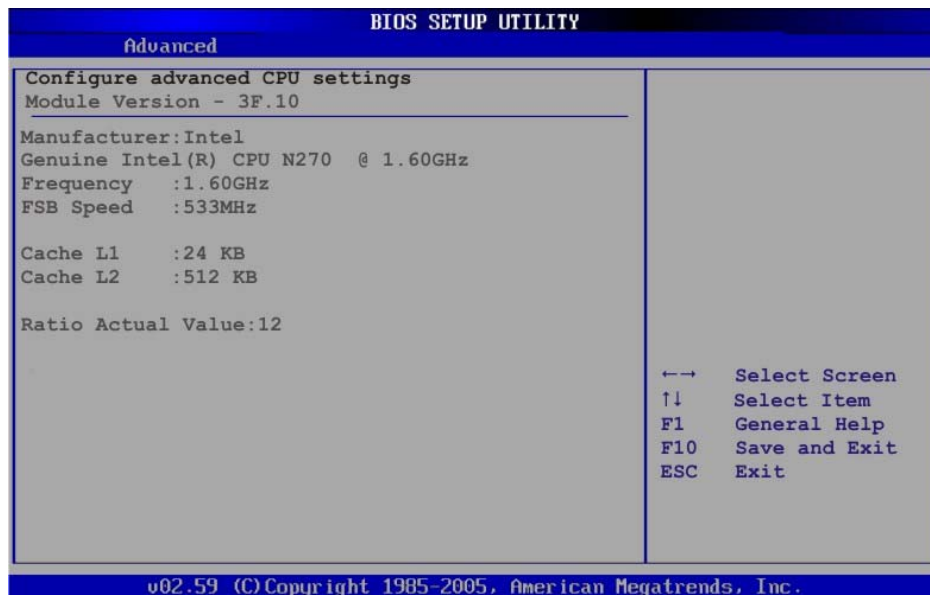 BIOS SETUP UTILITY
Advanced
Configure advanced CPU settings
Module Version - 3F.10
Manufacturer:Intel
Genuine Intel(R) CPU N270 @ 1.60GHz
Frequency :1.60GHz
FSB Speed :533MHz
Cache L1 :24 KB
Cache L2 :512 KB
Ratio Actual Value:12
←→ Select Screen
↑↓ Select Item
F1 General Help
F10 Save and Exit
ESC Exit
v02.59 (C)Copyright 1985-2005, American Megatrends, Inc.